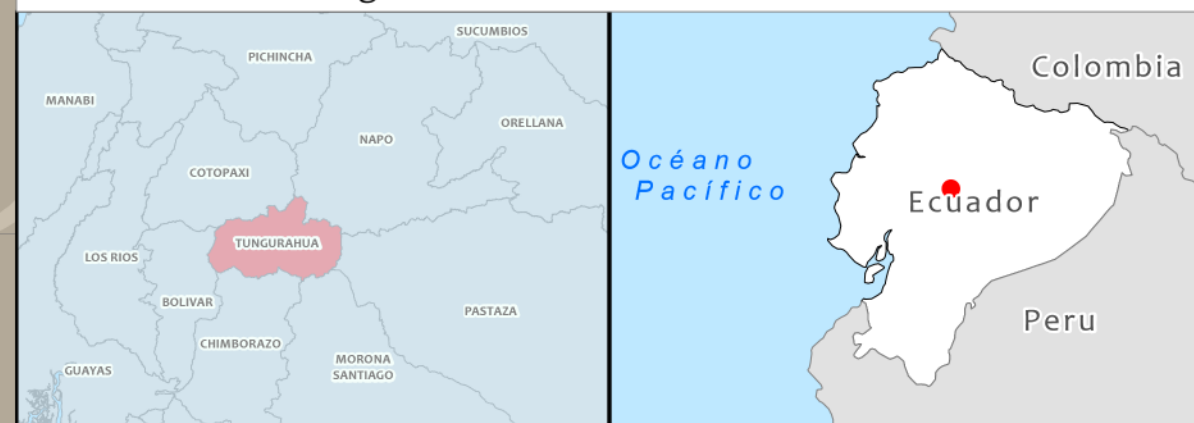 SUCUMBIOS
PICHINCHA
MANABI
ORELLANA
NAPO
COTOPAXI
TUNGURAHUA
LOS RIOS
BOLIVAR
PASTAZA
CHIMBORAZO
MORONA
SANTIAGO
GUAYAS
Colombia
Océano
Pacífico
Ecuador
Peru